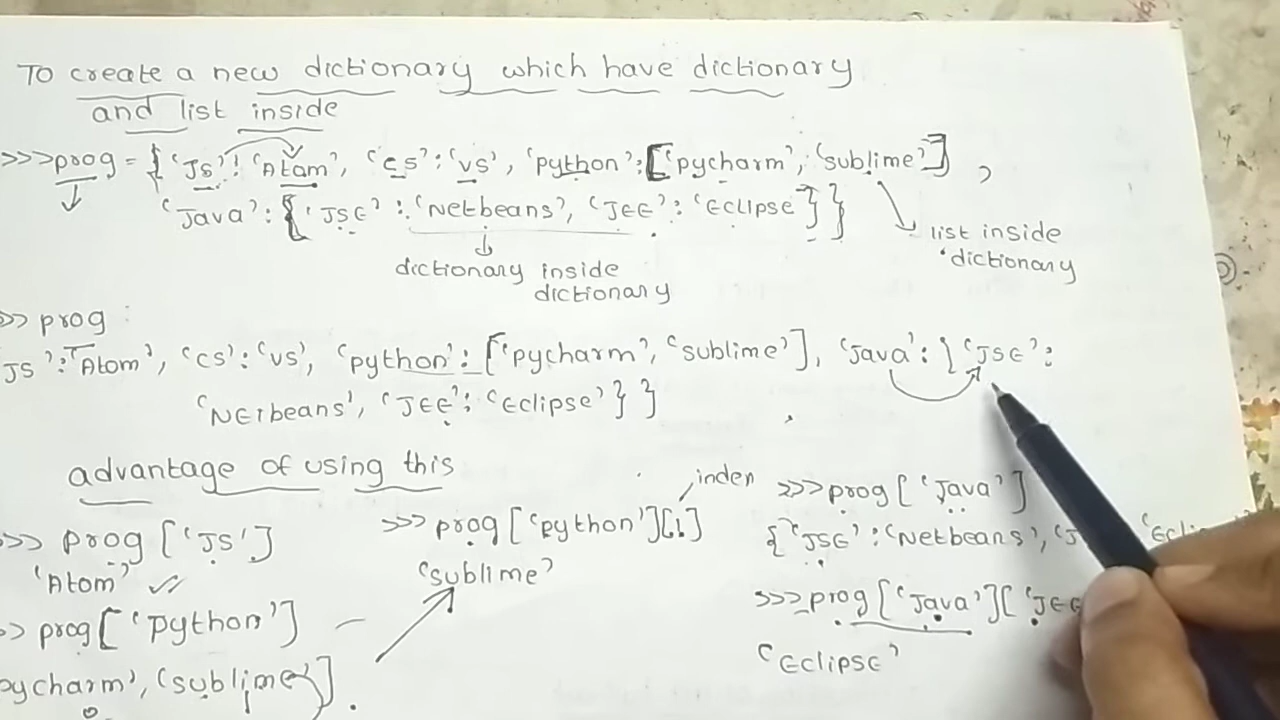 To create a new dictionary which have dictionary
and list inside
>>>prog = {'JS': 'Atom', 'CS': 'VS', 'python': ['pycharm', 'sublime'] ,
'Java': {'JSE': 'Netbeans', 'JEE': 'Eclipse'}}
list inside
dictionary
dictionary inside
dictionary
>> prog
JS': 'Atom', 'CS': 'VS', 'python': ['pycharm', 'sublime'], 'Java': {'JSE':
'Netbeans', 'JEE': 'Eclipse'}}
advantage of using this
>>> prog['JS']
'Atom'
>> prog['python']
pycharm', 'sublime']
index
>>> prog['python'][1]
'sublime'
>>>prog['Java']
{'JSE': 'Netbeans', 'J
>>>prog['Java']['JEE
'Eclipse'